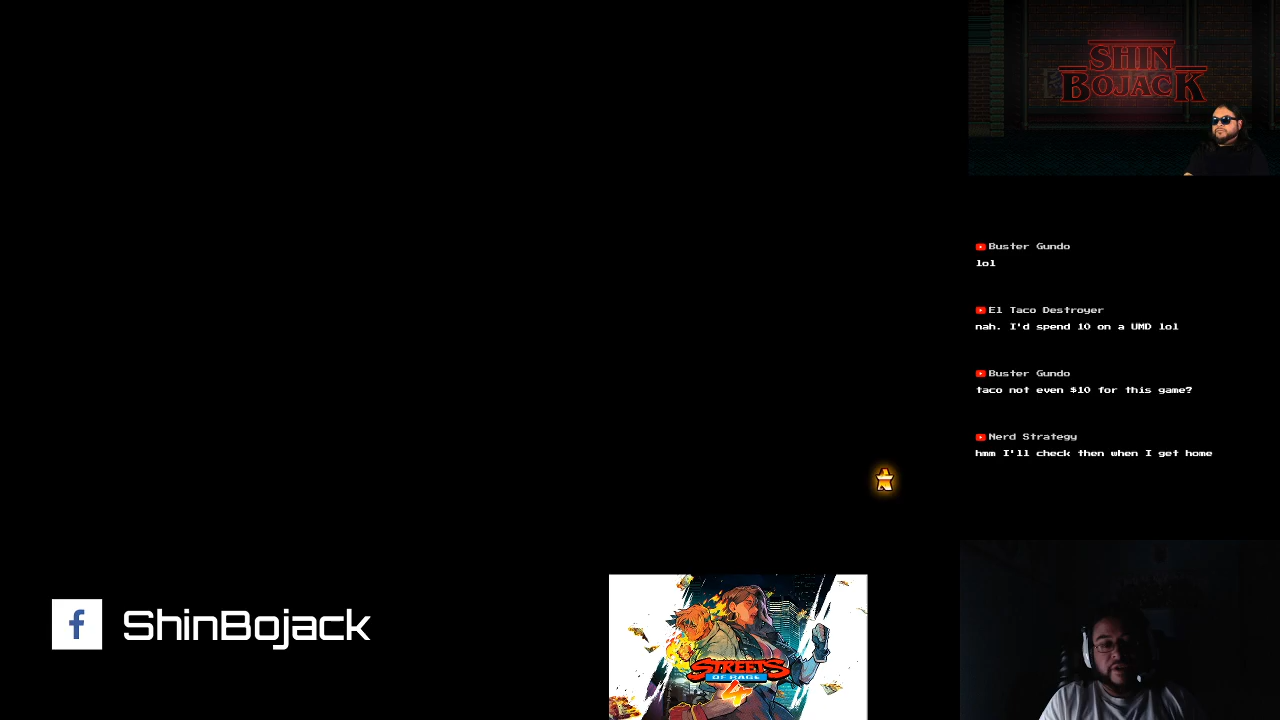 SHIN
BOJACK
Buster Gundo
lol
El Taco Destroyer
nah. I'd spend 10 on a UMD lol
Buster Gundo
taco not even $10 for this game?
Nerd Strategy
hmm I'll check then when I get home
f ShinBojack
STREETS
OF RAGE
4